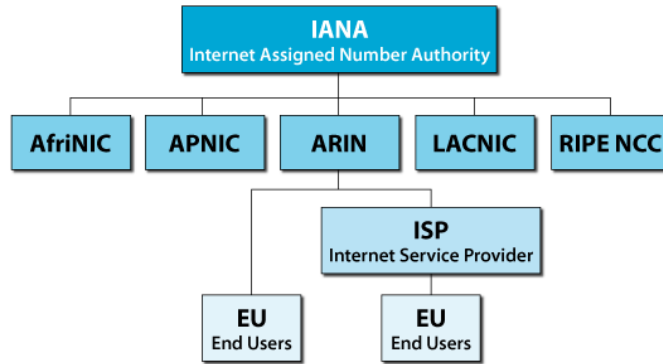 IANA
Internet Assigned Number Authority
AfriNIC
APNIC
ARIN
LACNIC
RIPE NCC
ISP
Internet Service Provider
EU
End Users
EU
End Users